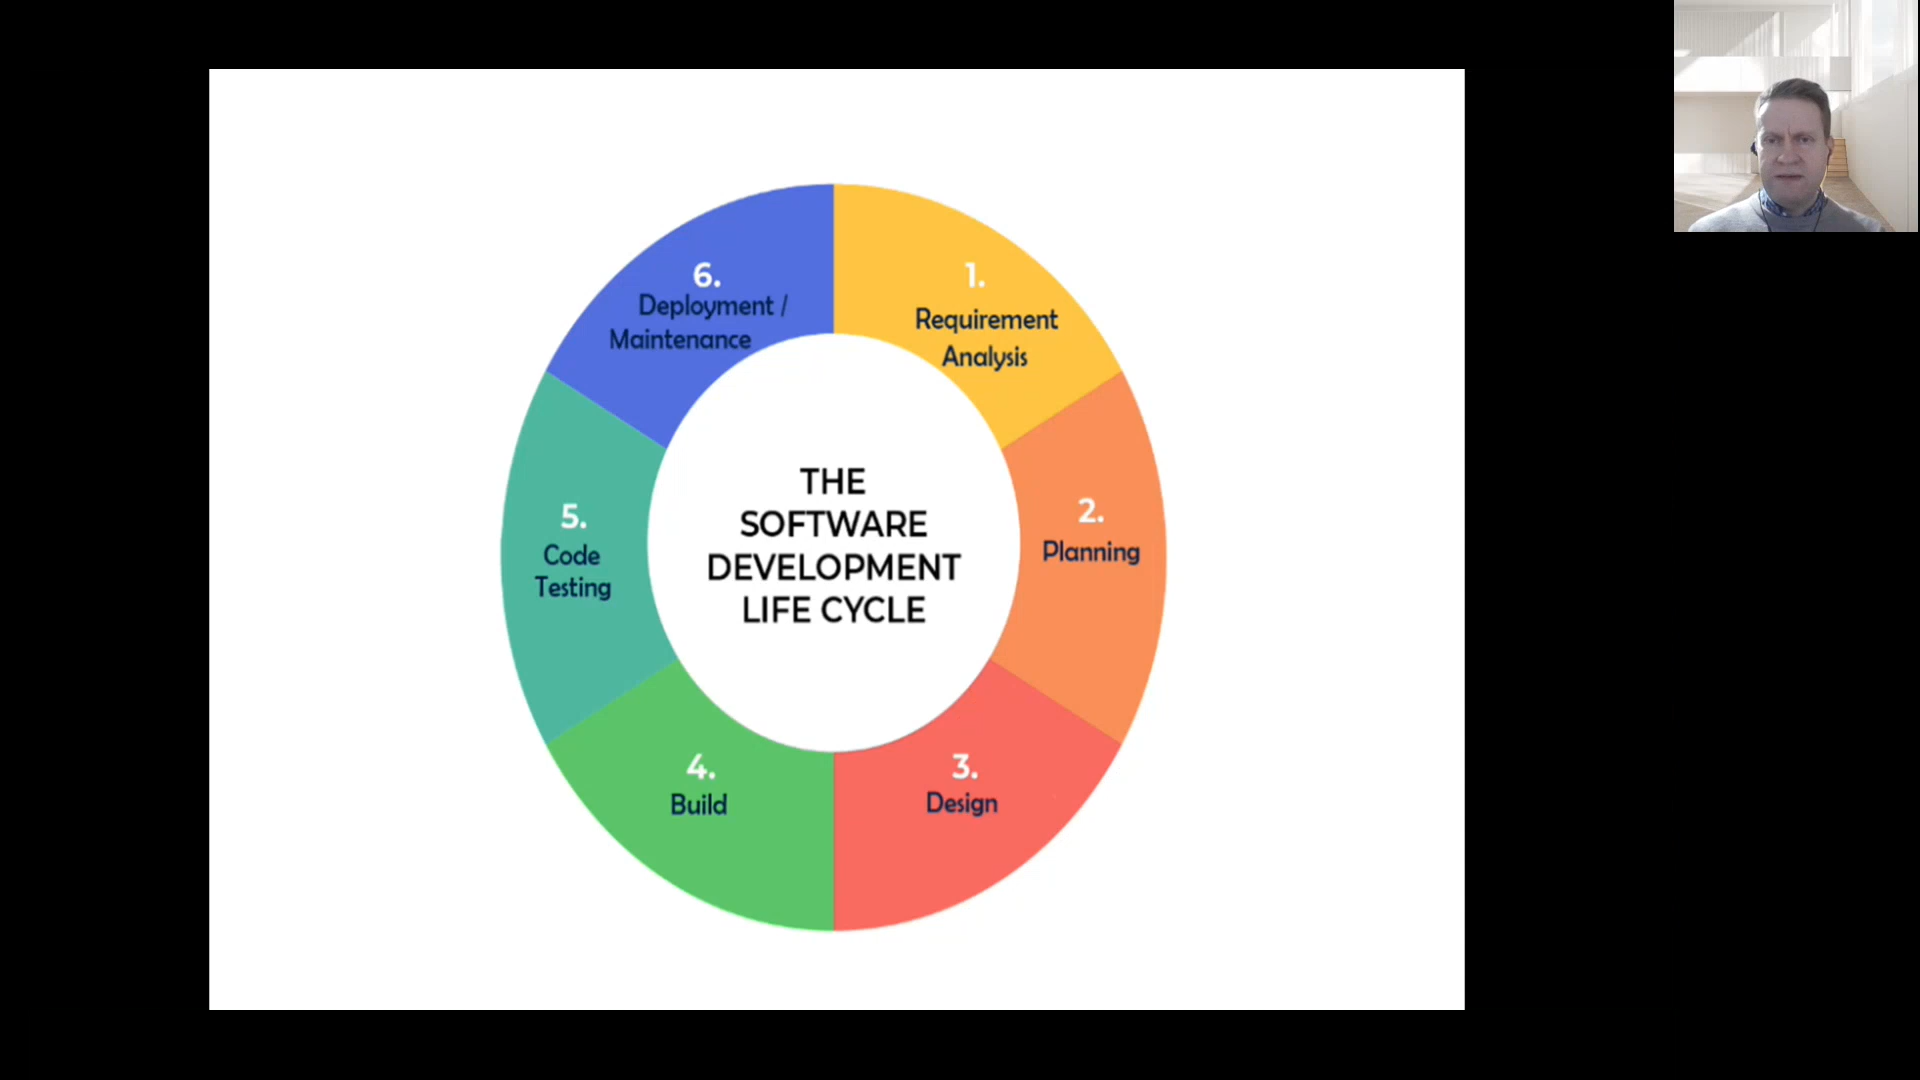 THE
SOFTWARE
DEVELOPMENT
LIFE CYCLE
1.
Requirement
Analysis
2.
Planning
3.
Design
4.
Build
5.
Code
Testing
6.
Deployment /
Maintenance